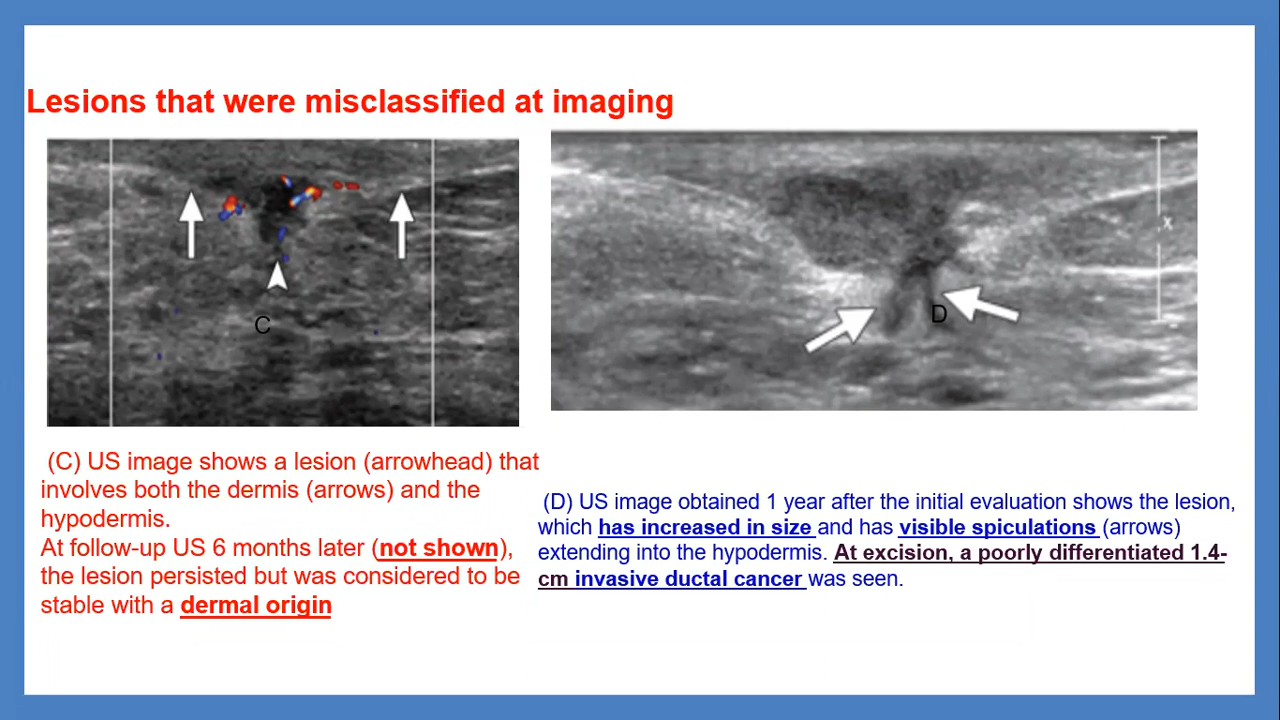 Lesions that were misclassified at imaging
C
D
x
(C) US image shows a lesion (arrowhead) that
involves both the dermis (arrows) and the
hypodermis.
At follow-up US 6 months later (not shown),
the lesion persisted but was considered to be
stable with a dermal origin
(D) US image obtained 1 year after the initial evaluation shows the lesion,
which has increased in size and has visible spiculations (arrows)
extending into the hypodermis. At excision, a poorly differentiated 1.4-
cm invasive ductal cancer was seen.